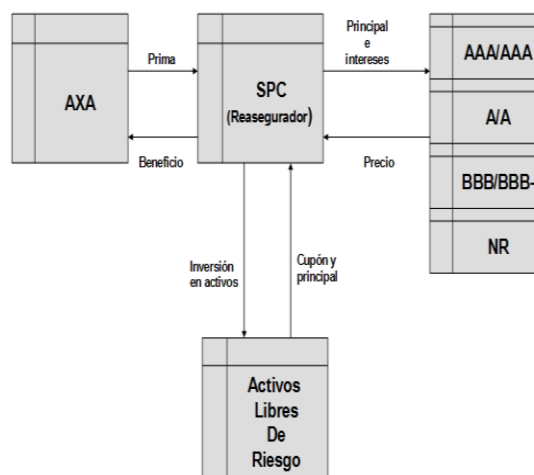 Principal
e
intereses
Prima
AXA
SPC
(Reasegurador)
Beneficio
Precio
AAA/AAA
A/A
BBB/BBB-
NR
Inversión
en activos
Cupón y
principal
Activos
Libres
De
Riesgo